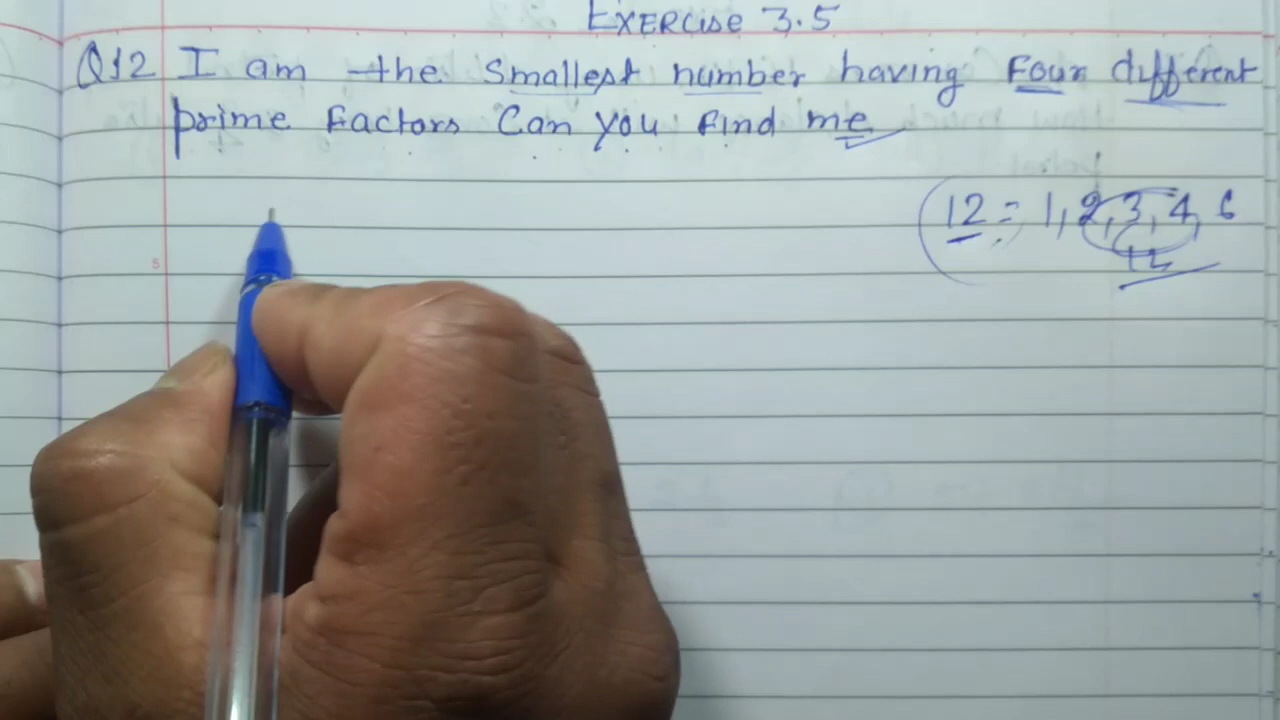 EXERCISE 3.5
Q12 I am the smallest number having Four different
prime Factors Can you Find me
12 = 1, 2, 3, 4, 6
12
5